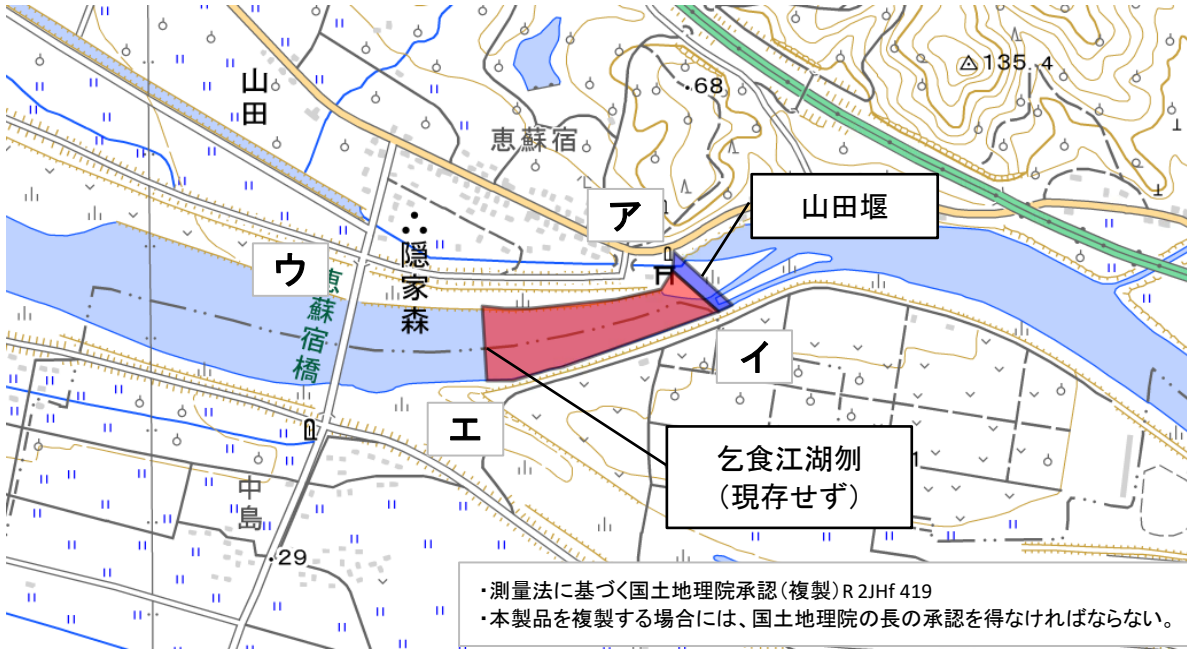 135.4
68
山田
恵蘇宿
ア
山田堰
ウ
隠家森
恵蘇宿橋
イ
エ
乞食江湖刎
(現存せず)
1
中島
29
・測量法に基づく国土地理院承認(複製)R 2JHf 419
・本製品を複製する場合には、国土地理院の長の承認を得なければならない。